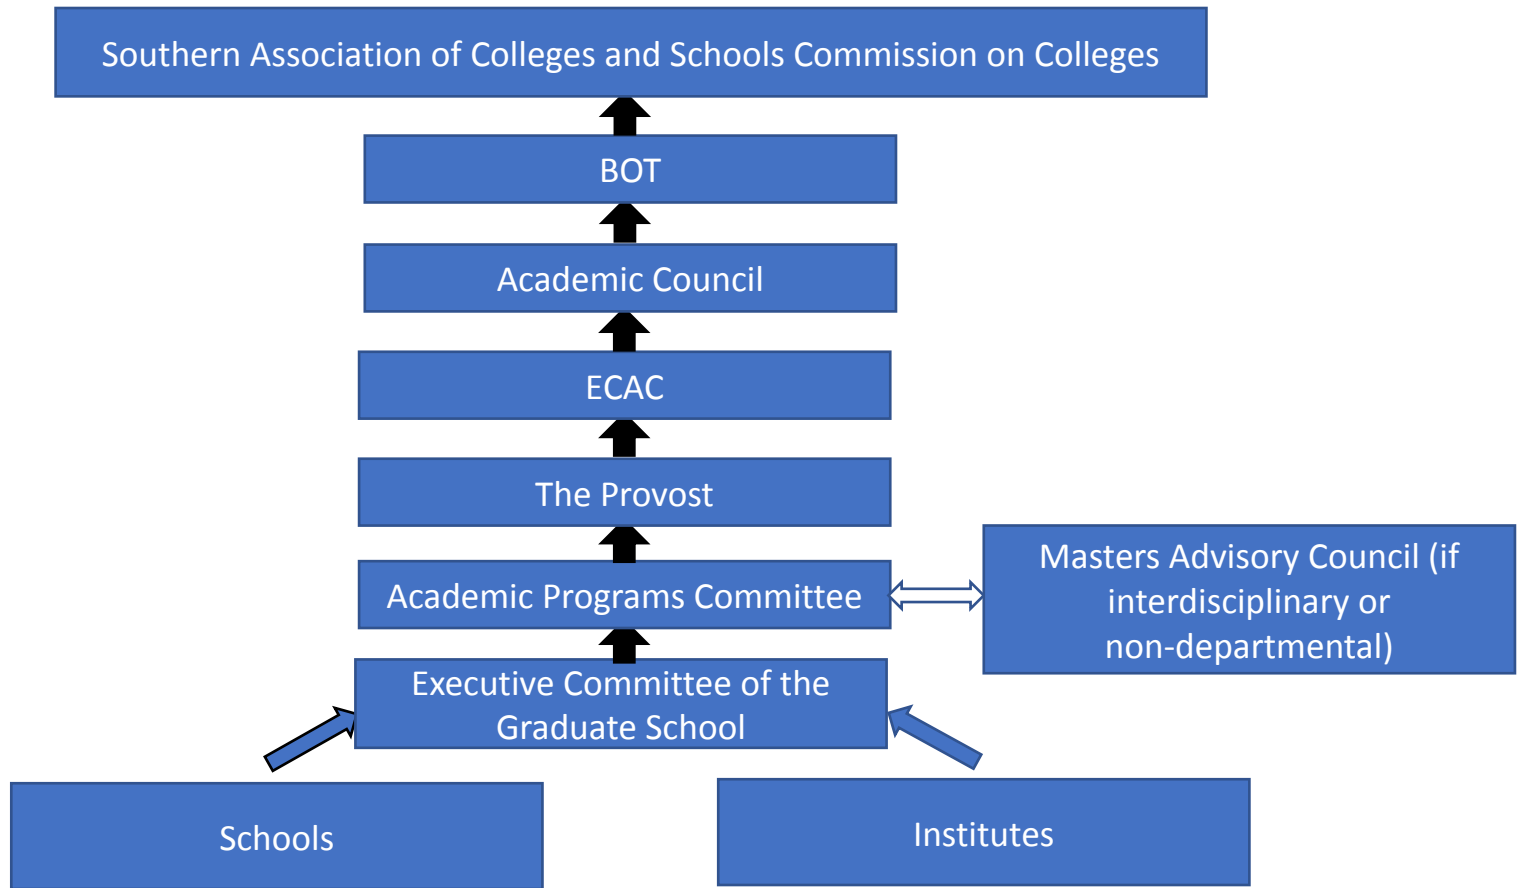 Southern Association of Colleges and Schools Commission on Colleges
BOT
Academic Council
ECAC
The Provost
Academic Programs Committee
Masters Advisory Council (if
interdisciplinary or
non-departmental)
Executive Committee of the
Graduate School
Schools
Institutes